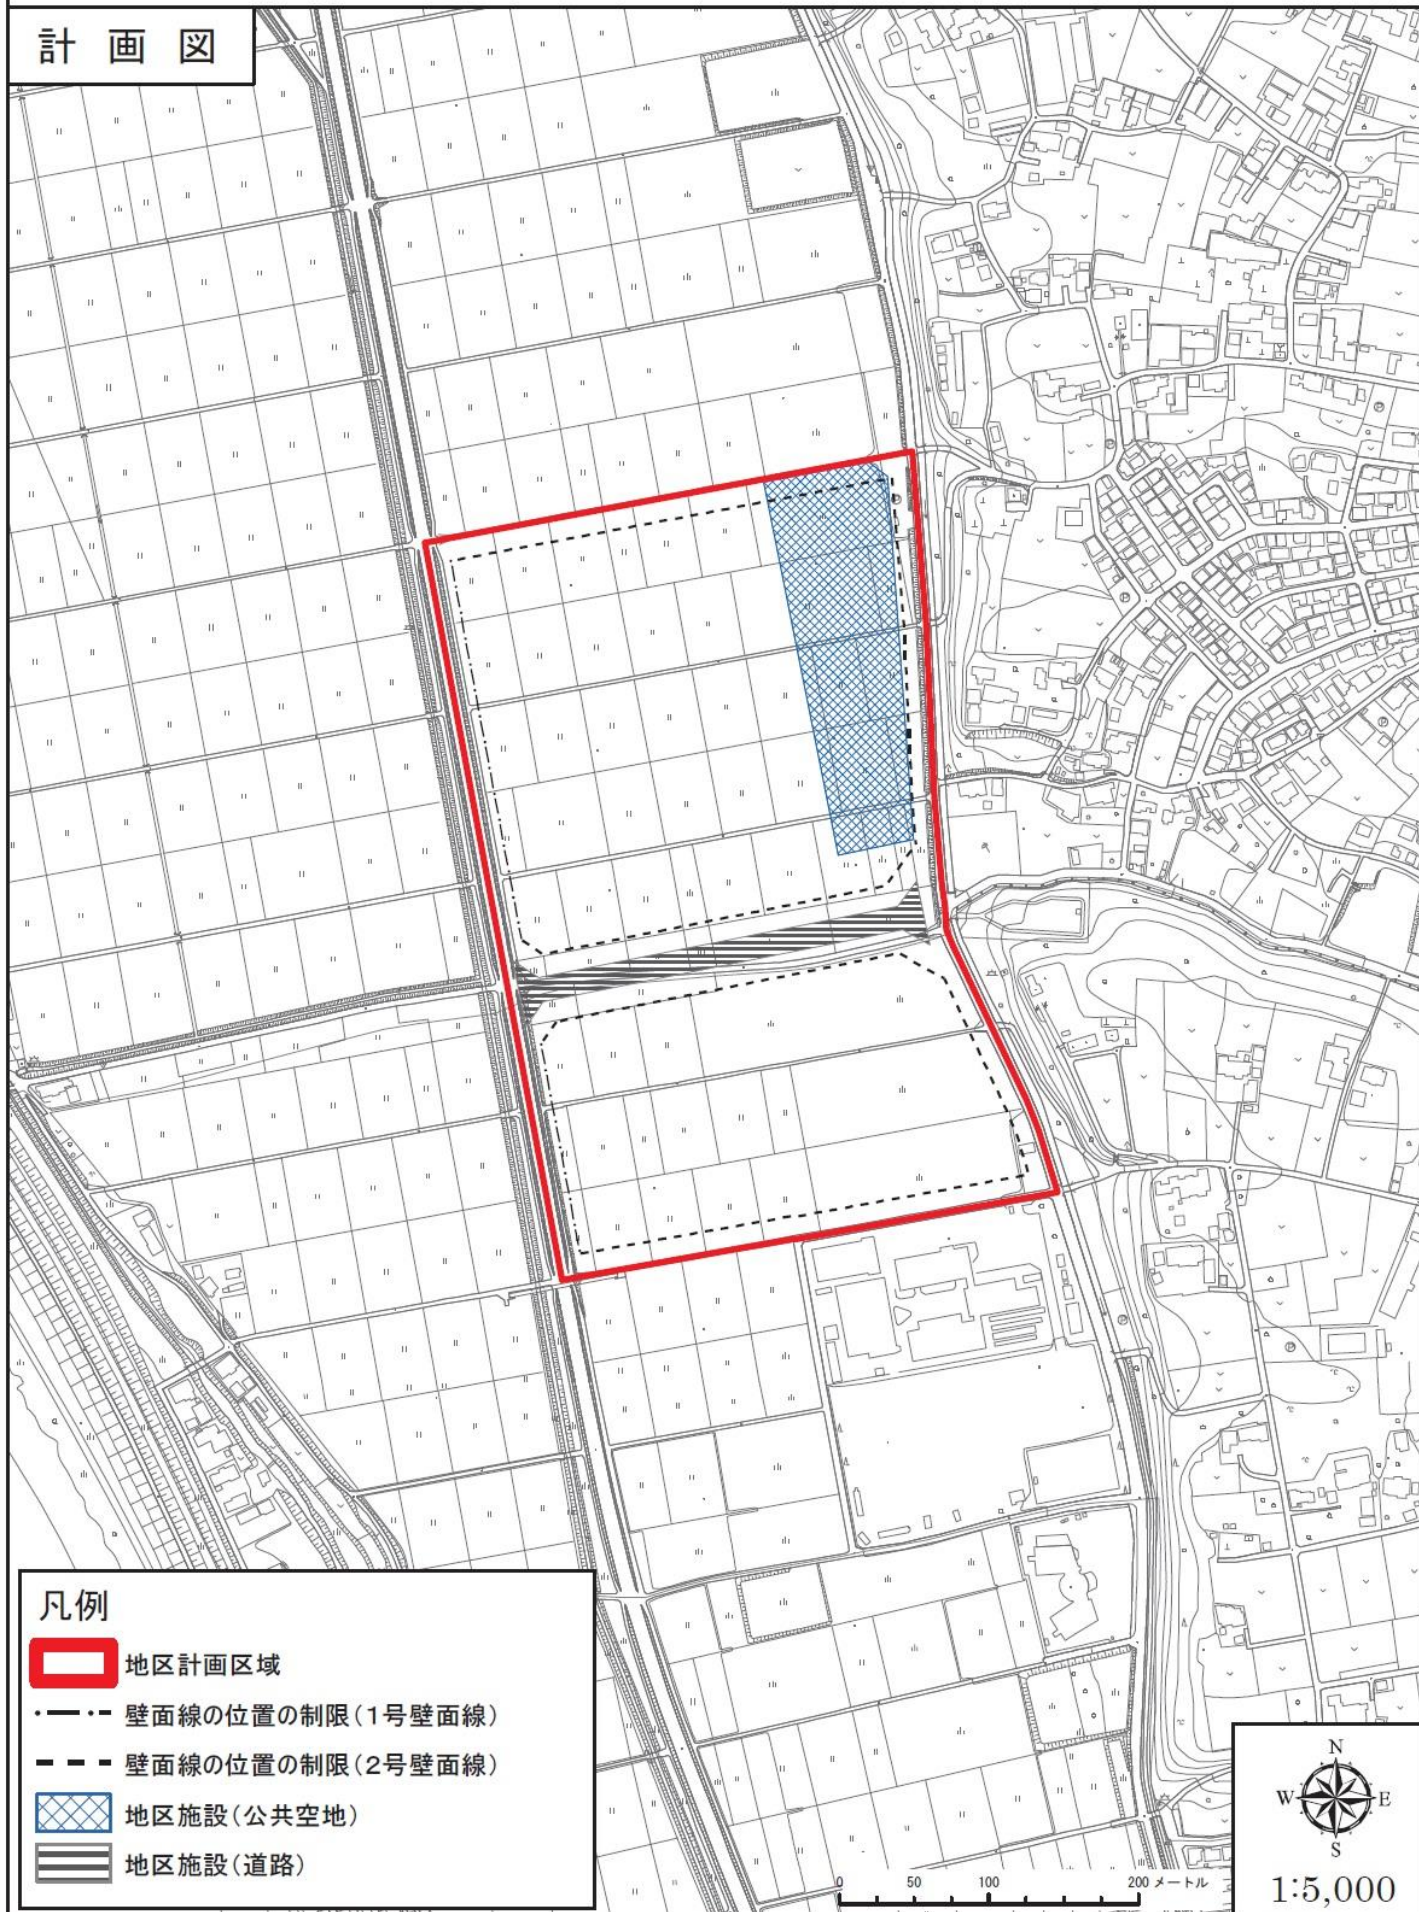 計画図
凡例
地区計画区域
壁面線の位置の制限（1号壁面線）
壁面線の位置の制限（2号壁面線）
地区施設（公共空地）
地区施設（道路）
0 50 100 200 メートル
N
W E
S
1:5,000